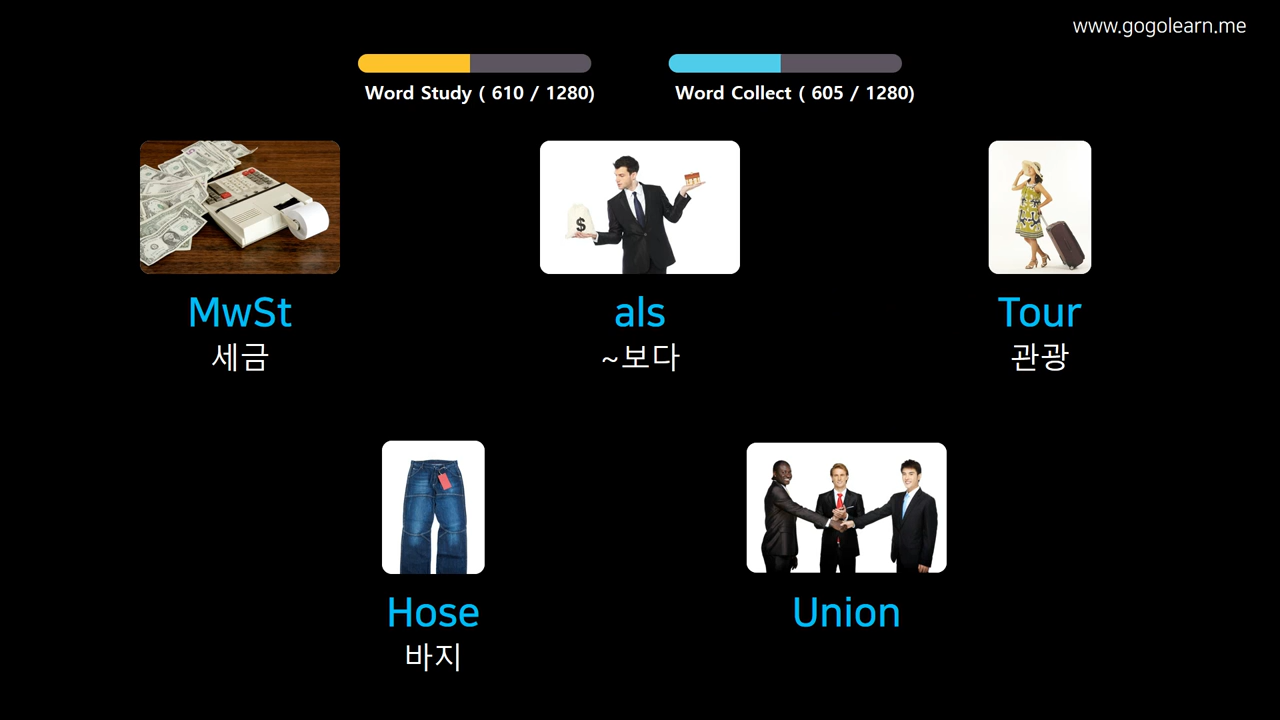 www.gogolearn.me
Word Study ( 610 / 1280)
Word Collect ( 605 / 1280)
MwSt
세금
als
~보다
Tour
관광
Hose
바지
Union